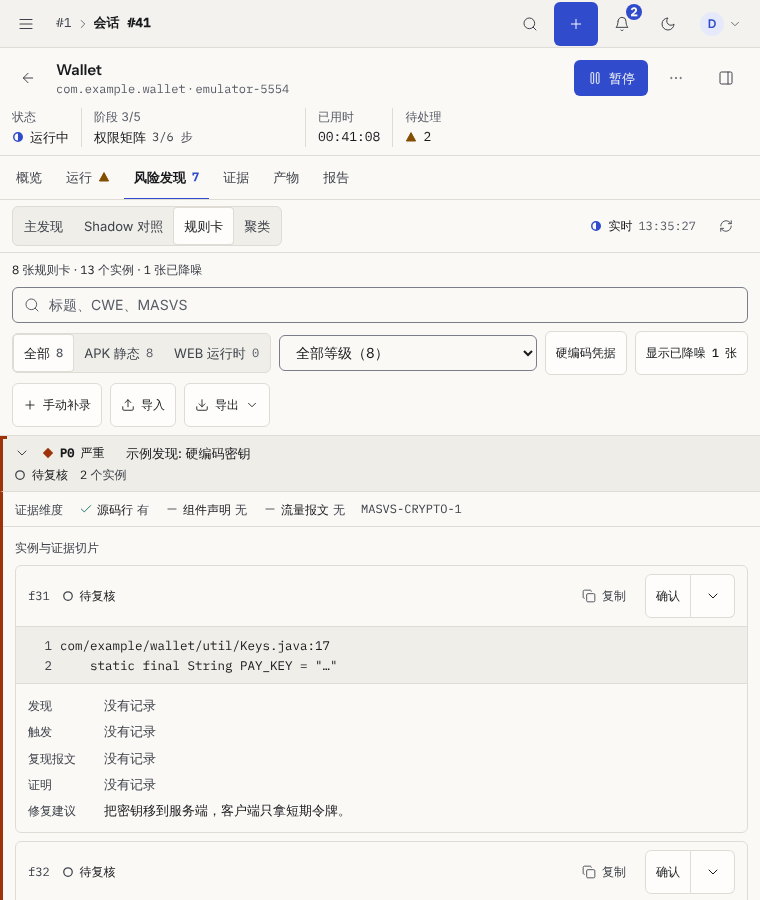 #1 > 会话 #41
2
D
Wallet
com.example.wallet · emulator-5554
暂停
状态 阶段 3/5 已用时 待处理
运行中 权限矩阵 3/6 步 00:41:08 2
概览 运行 风险发现 7 证据 产物 报告
主发现 Shadow 对照 规则卡 聚类 实时 13:35:27
8 张规则卡 · 13 个实例 · 1 张已降噪
标题、CWE、MASVS
全部 8 APK 静态 8 WEB 运行时 0 全部等级（8） 硬编码凭据 显示已降噪 1 张
手动补录 导入 导出
P0 严重 示例发现: 硬编码密钥
待复核 2 个实例
证据维度 源码行 有 组件声明 无 流量报文 无 MASVS-CRYPTO-1
实例与证据切片
f31 待复核 复制 确认
1 com/example/wallet/util/Keys.java:17
2 static final String PAY_KEY = "…"
发现 没有记录
触发 没有记录
复现报文 没有记录
证明 没有记录
修复建议 把密钥移到服务端，客户端只拿短期令牌。
f32 待复核 复制 确认